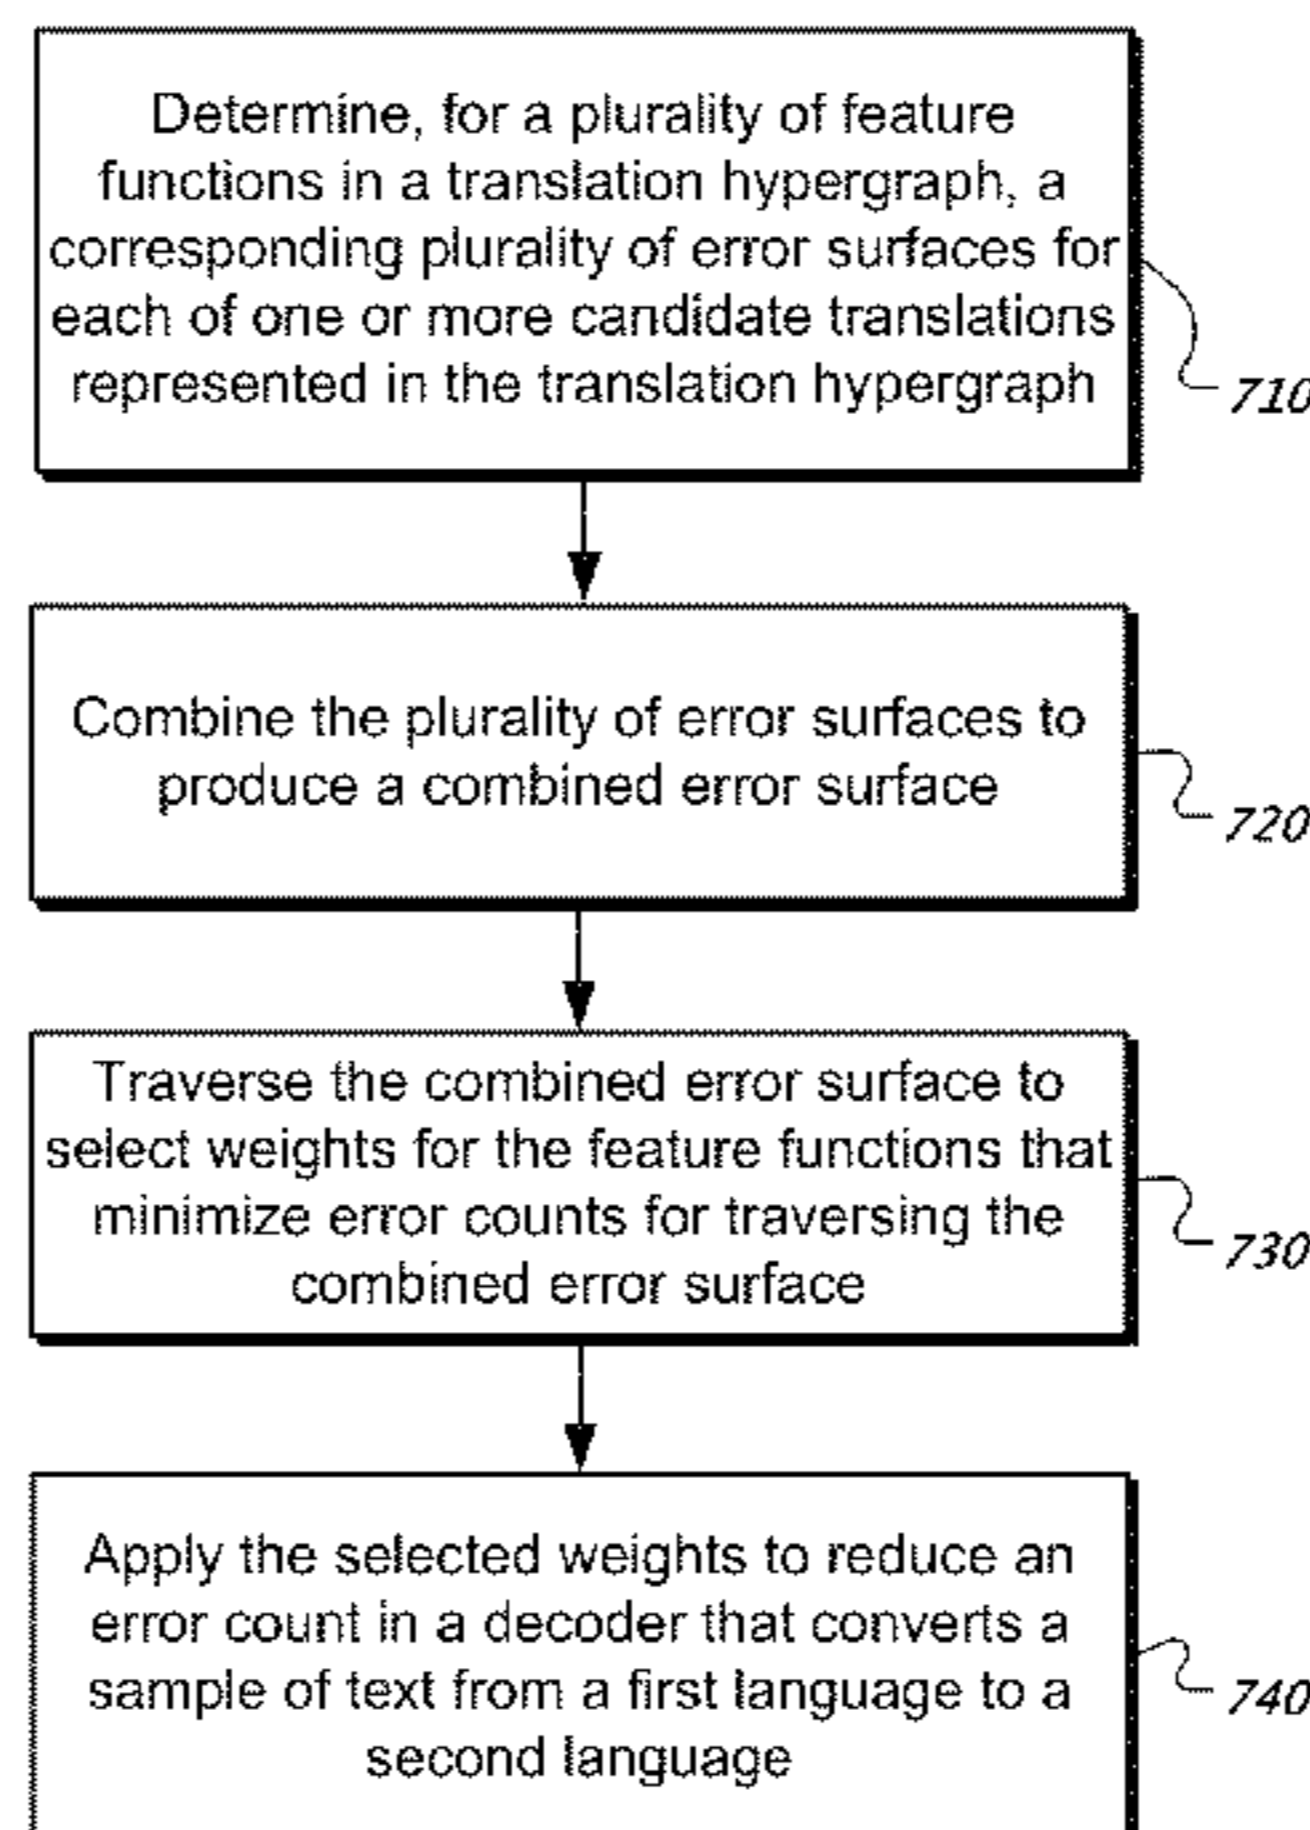 Determine, for a plurality of feature
functions in a translation hypergraph, a
corresponding plurality of error surfaces for
each of one or more candidate translations
represented in the translation hypergraph
710
Combine the plurality of error surfaces to
produce a combined error surface
720
Traverse the combined error surface to
select weights for the feature functions that
minimize error counts for traversing the
combined error surface
730
Apply the selected weights to reduce an
error count in a decoder that converts a
sample of text from a first language to a
second language
740